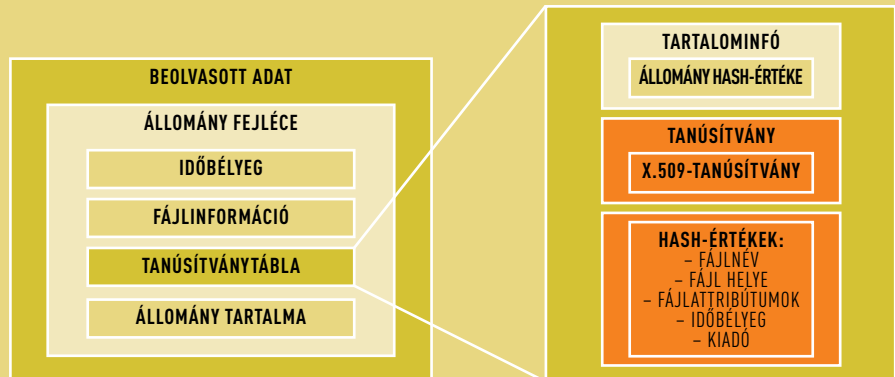 BEOLVASOTT ADAT
ÁLLOMÁNY FEJLÉCE
IDŐBÉLYEG
FÁJLINFORMÁCIÓ
TANÚSÍTVÁNYTÁBLA
ÁLLOMÁNY TARTALMA
TARTALOMINFÓ
ÁLLOMÁNY HASH-ÉRTÉKE
TANÚSÍTVÁNY
X.509-TANÚSÍTVÁNY
HASH-ÉRTÉKEK:
– FÁJLNÉV
– FÁJL HELYE
– FÁJLATTRIBÚTUMOK
– IDŐBÉLYEG
– KIADÓ